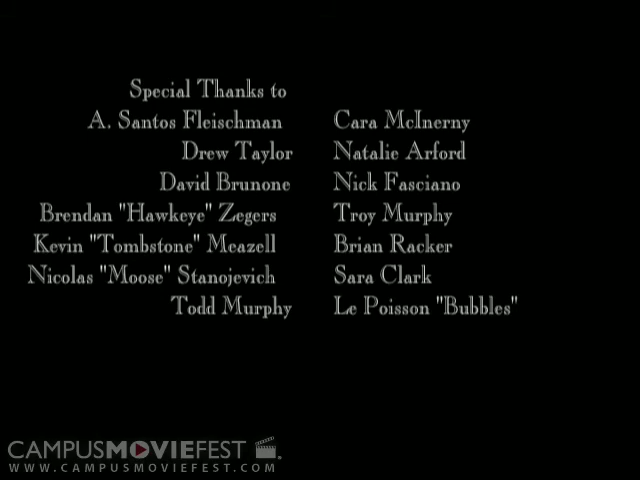 Special Thanks to
A. Santos Fleischman Cara McInerny
Drew Taylor Natalie Arford
David Brunone Nick Fasciano
Brendan "Hawkeye" Zegers Troy Murphy
Kevin "Tombstone" Meazell Brian Racker
Nicolas "Moose" Stanojevich Sara Clark
Todd Murphy Le Poisson "Bubbles"
CAMPUSMOVIEFEST
WWW.CAMPUSMOVIEFEST.COM